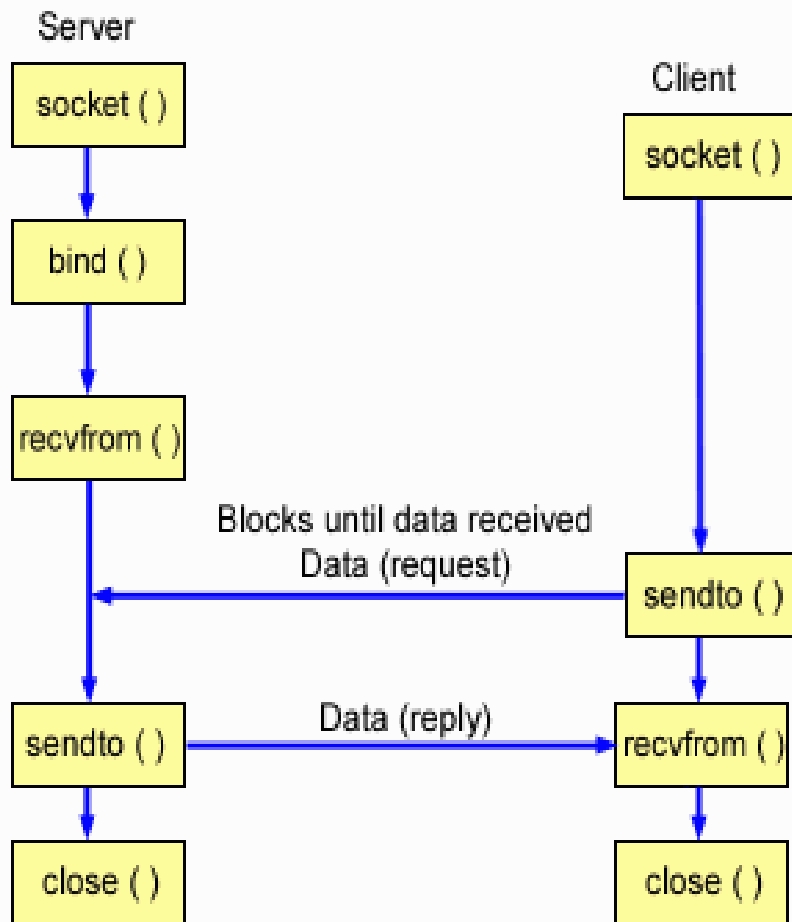 Server
socket ( )
bind ( )
recvfrom ( )
Blocks until data received
Data (request)
sendto ( )
Data (reply)
close ( )
Client
socket ( )
sendto ( )
recvfrom ( )
close ( )